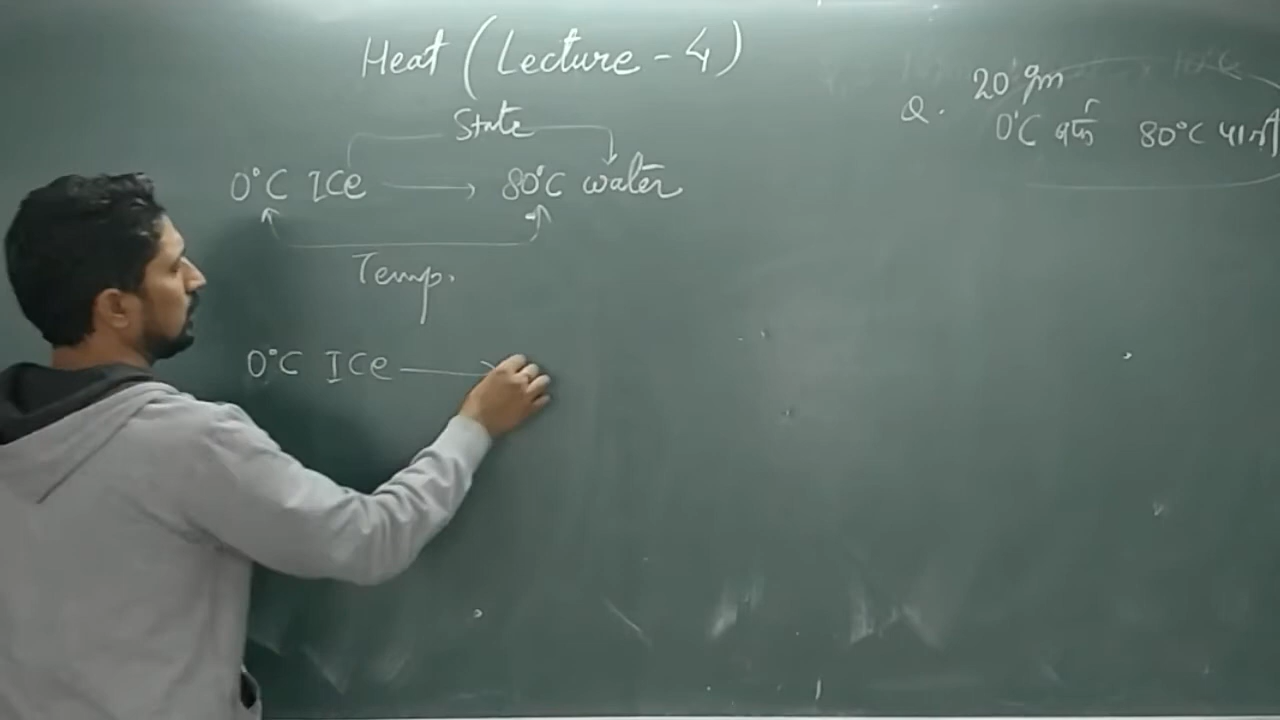 Heat (Lecture - 4)
State
0°C ICe → 80°C water
Temp.
0°C ICe →
Q. 20 gm
0°C बर्फ 80°C पानी